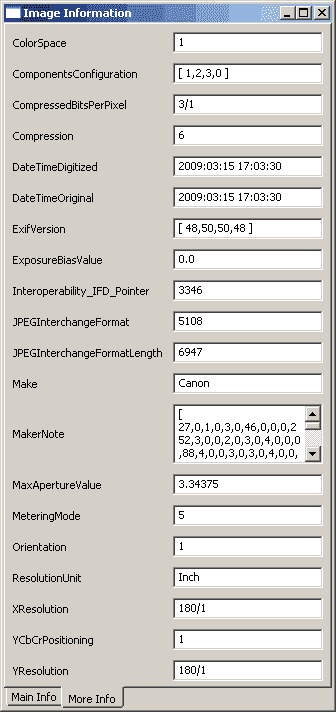 Image Information
ColorSpace 1
ComponentsConfiguration [ 1,2,3,0 ]
CompressedBitsPerPixel 3/1
Compression 6
DateTimeDigitized 2009:03:15 17:03:30
DateTimeOriginal 2009:03:15 17:03:30
ExifVersion [ 48,50,50,48 ]
ExposureBiasValue 0.0
Interoperability_IFD_Pointer 3346
JPEGInterchangeFormat 5108
JPEGInterchangeFormatLength 6947
Make Canon
MakerNote [
27,0,1,0,3,0,46,0,0,0,2
52,3,0,0,2,0,3,0,4,0,0,0
,88,4,0,0,3,0,3,0,4,0,0,
MaxApertureValue 3.34375
MeteringMode 5
Orientation 1
ResolutionUnit Inch
XResolution 180/1
YCbCrPositioning 1
YResolution 180/1
Main Info More Info